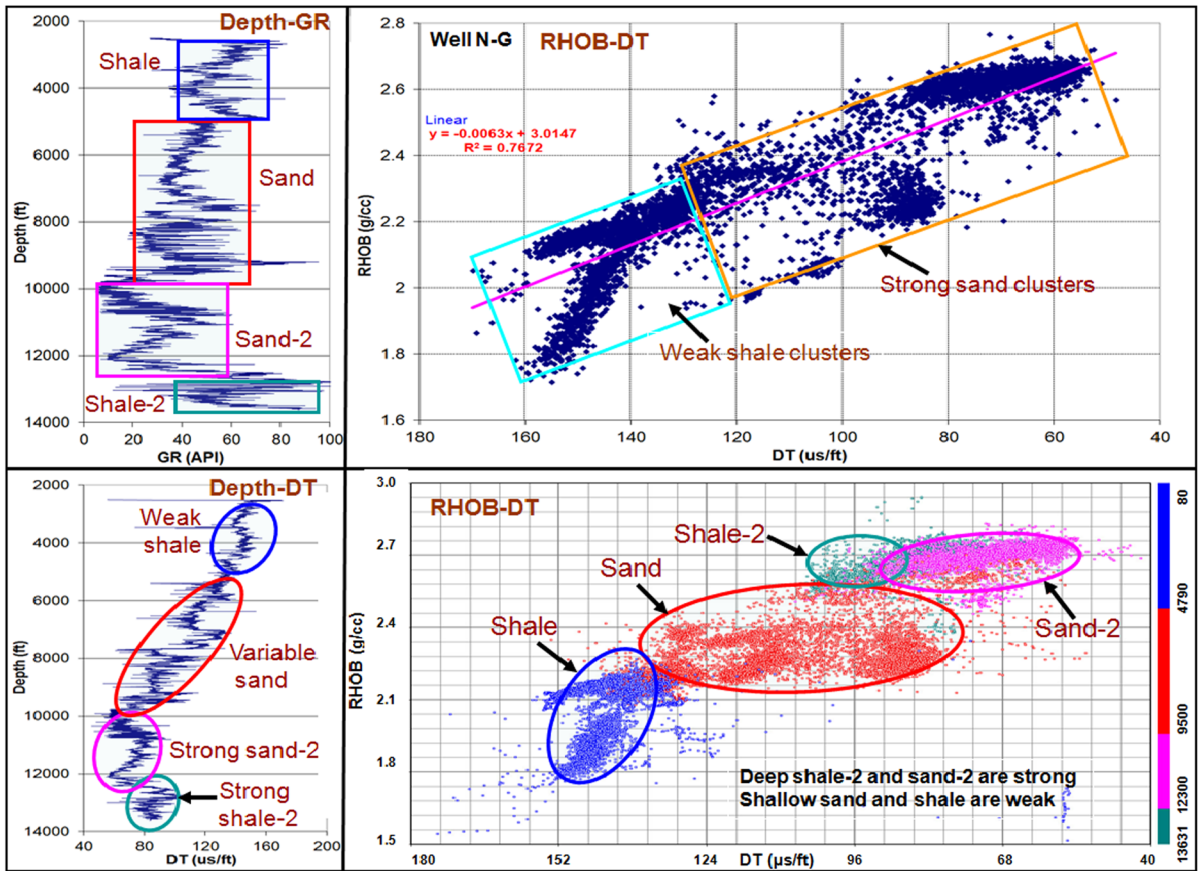 Depth-GR
Shale
Sand
Sand-2
Shale-2
Depth (ft)
2000
4000
6000
8000
10000
12000
14000
0
20
40
60
80
100
GR (API)
Well N-G
RHOB-DT
Linear
y = -0.0063x + 3.0147
R² = 0.7672
Strong sand clusters
Weak shale clusters
RHOB (g/cc)
2.8
2.6
2.4
2.2
2
1.8
1.6
180
160
140
120
100
80
60
40
DT (us/ft)
Depth-DT
Weak
shale
Variable
sand
Strong sand-2
Strong
shale-2
Depth (ft)
2000
4000
6000
8000
10000
12000
14000
40
80
120
160
200
DT (us/ft)
RHOB-DT
Shale-2
Sand
Shale
Sand-2
Deep shale-2 and sand-2 are strong
Shallow sand and shale are weak
RHOB (g/cc)
3.0
2.7
2.4
2.1
1.8
1.5
180
152
124
96
68
40
DT (μs/ft)
80
4790
9500
12300
13631